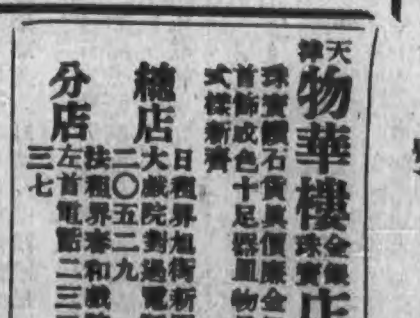 天津
物華樓金銀珠寶店
珠寶鑽石貨真價廉金
首飾成色十足器皿物
式樣新齊
總店
日租界旭街新
大戲院對過電
二〇五二九
分店
法租界泰和戲
左首電話二三
三七